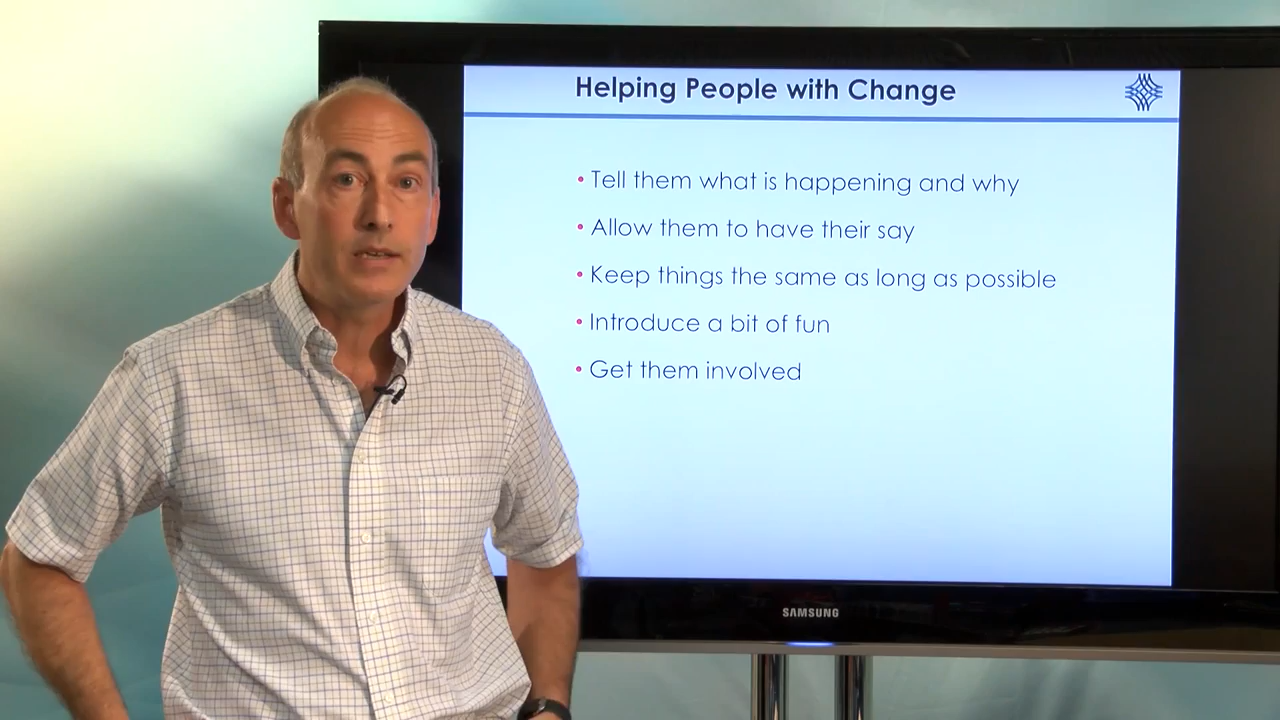 Helping People with Change
• Tell them what is happening and why
• Allow them to have their say
• Keep things the same as long as possible
• Introduce a bit of fun
• Get them involved
SAMSUNG